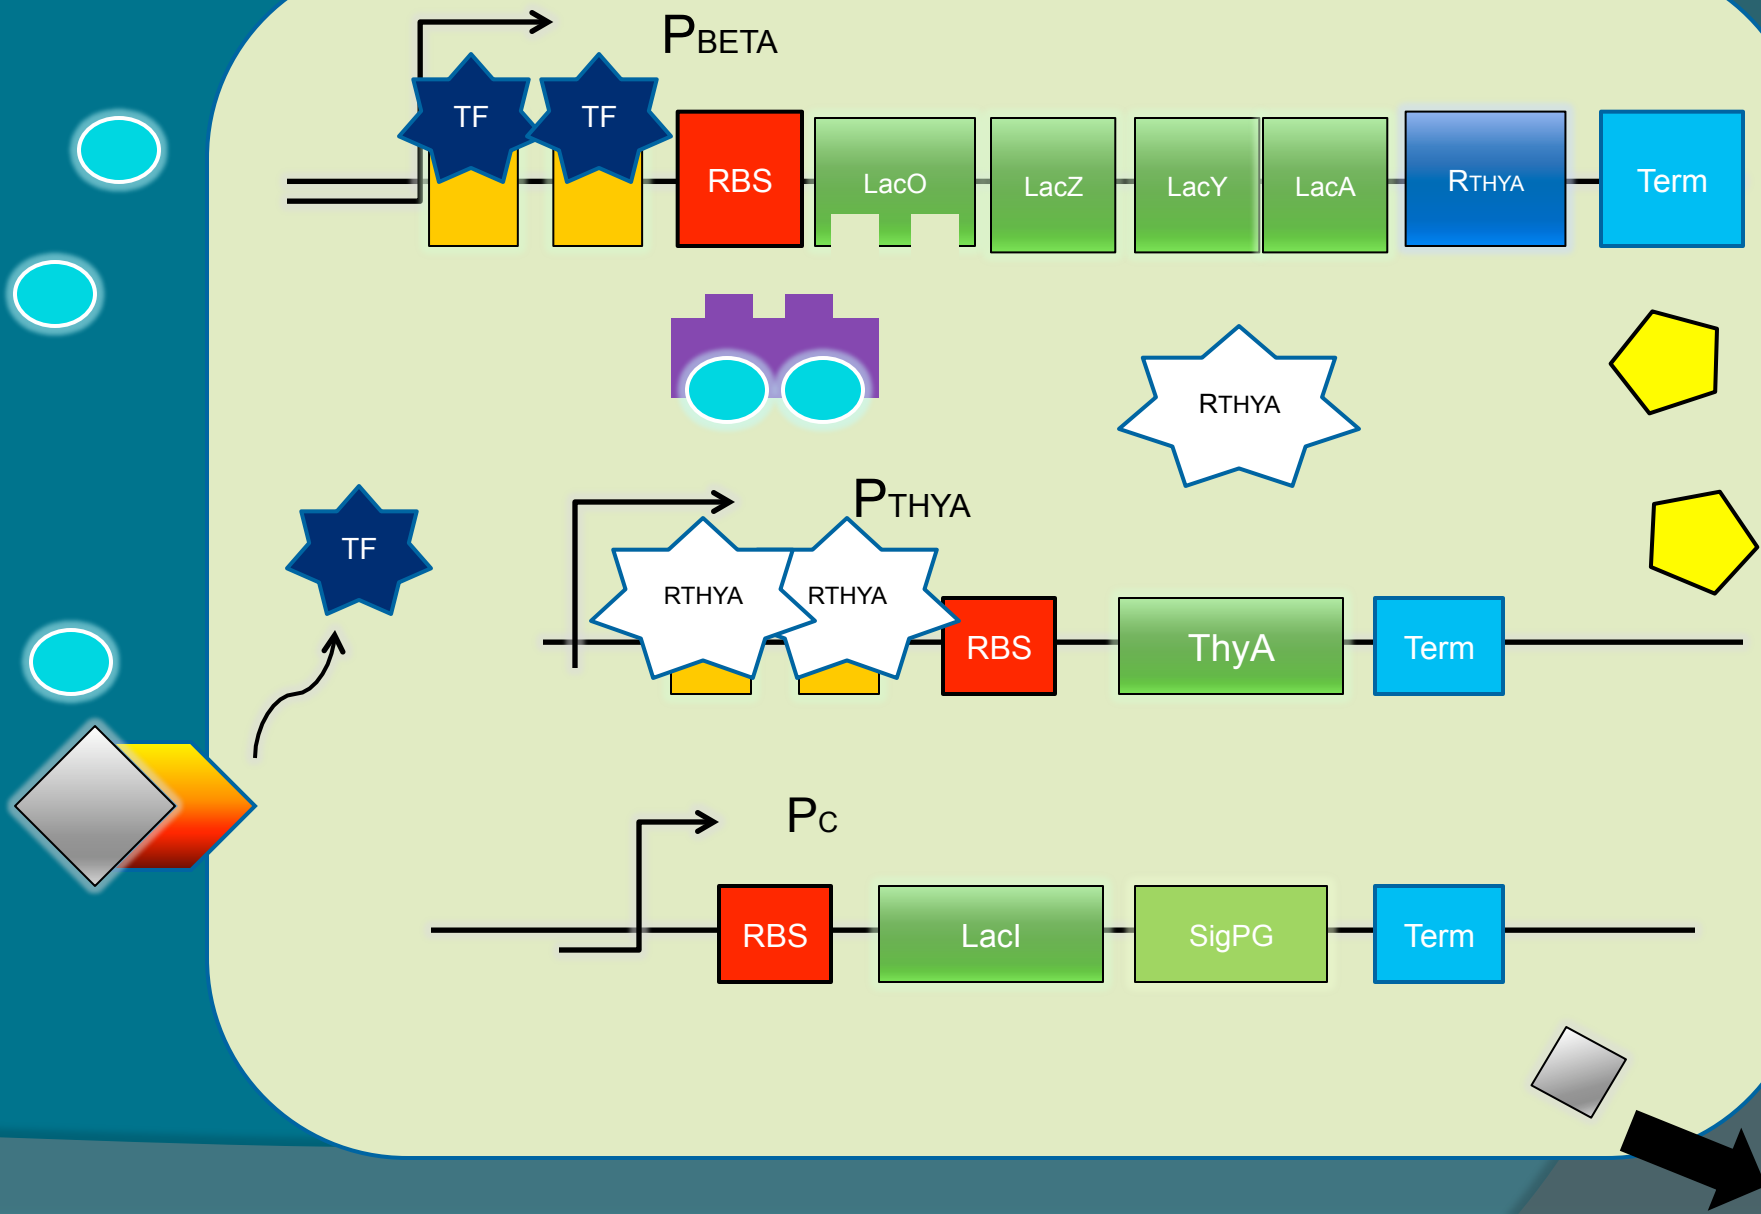 PBETA
TF TF
RBS LacO LacZ LacY LacA RTHYA Term
RTHYA
PTHYA
TF
RTHYA RTHYA
RBS ThyA Term
PC
RBS LacI SigPG Term